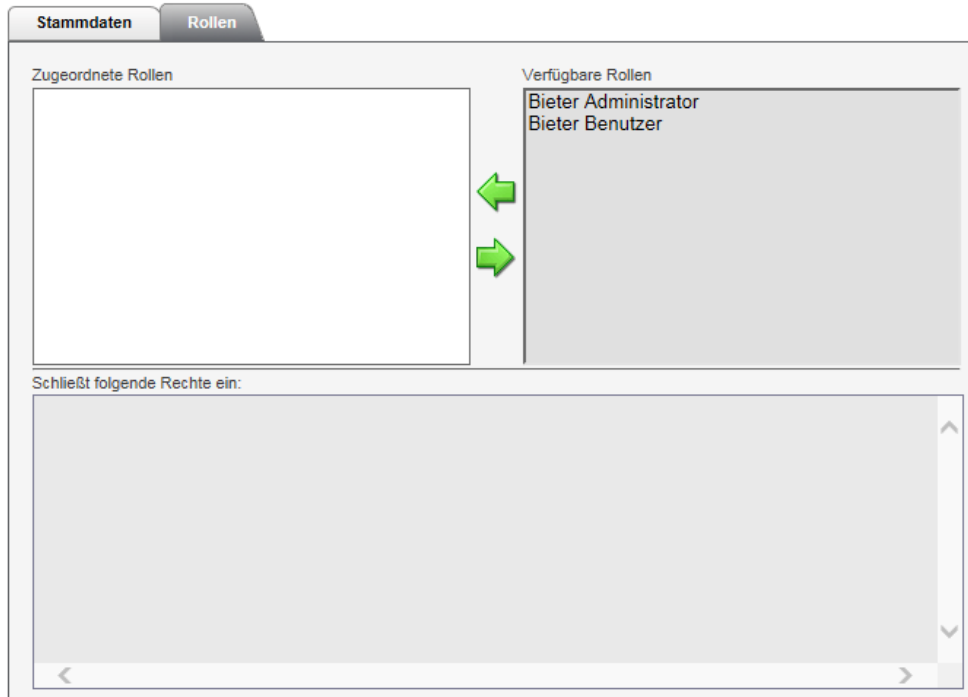 Stammdaten
Rollen
Zugeordnete Rollen
Verfügbare Rollen
Bieter Administrator
Bieter Benutzer
Schließt folgende Rechte ein: